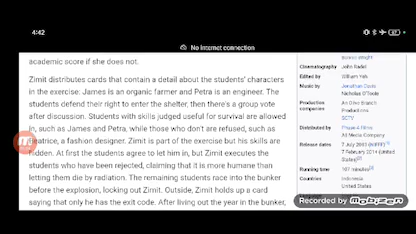 4:42
No internet connection
academic score if she does not.
Zimit distributes cards that contain a detail about the students' characters
in the exercise: James is an organic farmer and Petra is an engineer. The
students defend their right to enter the shelter, then there's a group vote
after discussion. Students with skills judged useful for survival are allowed
in, such as James and Petra, while those who don't are refused, such as
Beatrice, a fashion designer. Zimit is part of the exercise but his skills are
hidden. At first the students agree to let him in, but Zimit executes the
students who have been rejected, claiming that it is more humane than
letting them die by radiation. The remaining students race into the bunker
before the explosion, locking out Zimit. Outside, Zimit holds up a card
saying that only he has the exit code. After living out the year in the bunker,
Cinematography John Radel
Edited by William Yeh
Music by Jonathan Davis
Nicholas O'Toole
Production companies An Olive Branch
Productions
SCTV
Distributed by Phase 4 Films
XL Media Company
Release dates 7 July 2013
7 February 2014 (United
States)
Running time 107 minutes
Countries Indonesia
United States
Recorded by
MOBIZEN